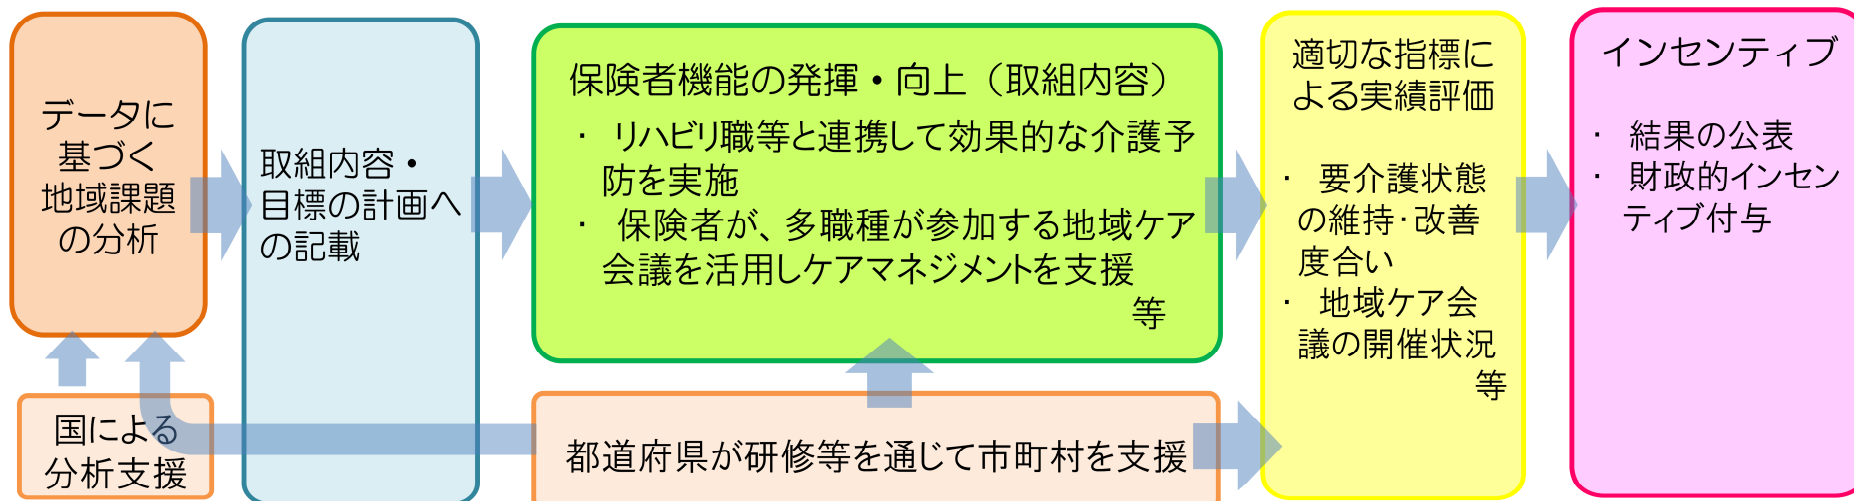 データに
基づく
地域課題
の分析
国による
分析支援
取組内容・
目標の計画へ
の記載
保険者機能の発揮・向上（取組内容）
・ リハビリ職等と連携して効果的な介護予
防を実施
・ 保険者が、多職種が参加する地域ケア
会議を活用しケアマネジメントを支援
等
都道府県が研修等を通じて市町村を支援
適切な指標に
よる実績評価
・ 要介護状態
の維持・改善
度合い
・ 地域ケア会
議の開催状況
等
インセンティブ
・ 結果の公表
・ 財政的インセン
ティブ付与